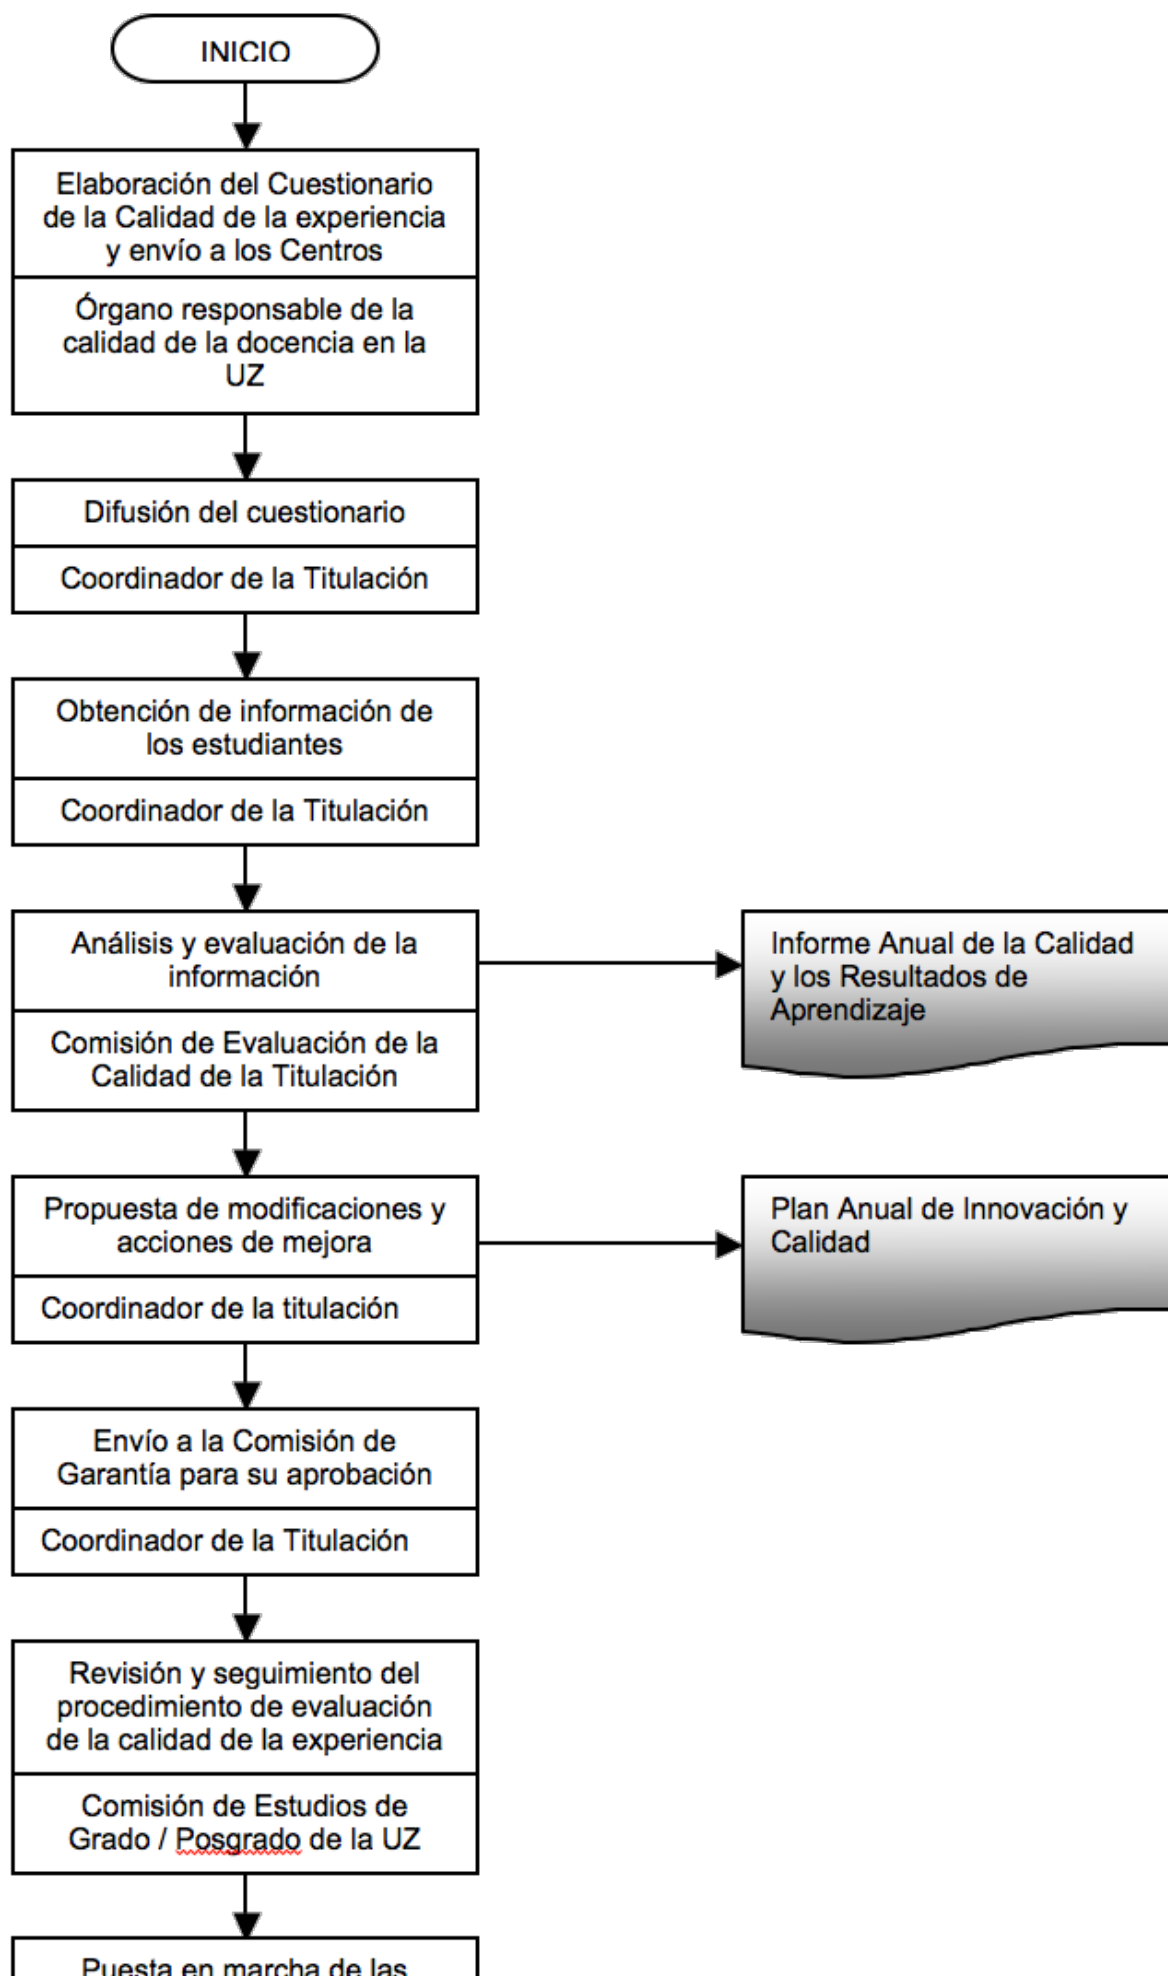 INICIO
Elaboración del Cuestionario
de la Calidad de la experiencia
y envío a los Centros
Órgano responsable de la
calidad de la docencia en la
UZ
Difusión del cuestionario
Coordinador de la Titulación
Obtención de información de
los estudiantes
Coordinador de la Titulación
Análisis y evaluación de la
información
Comisión de Evaluación de la
Calidad de la Titulación
Informe Anual de la Calidad
y los Resultados de
Aprendizaje
Propuesta de modificaciones y
acciones de mejora
Coordinador de la titulación
Plan Anual de Innovación y
Calidad
Envío a la Comisión de
Garantía para su aprobación
Coordinador de la Titulación
Revisión y seguimiento del
procedimiento de evaluación
de la calidad de la experiencia
Comisión de Estudios de
Grado / Posgrado de la UZ
Puesta en marcha de las